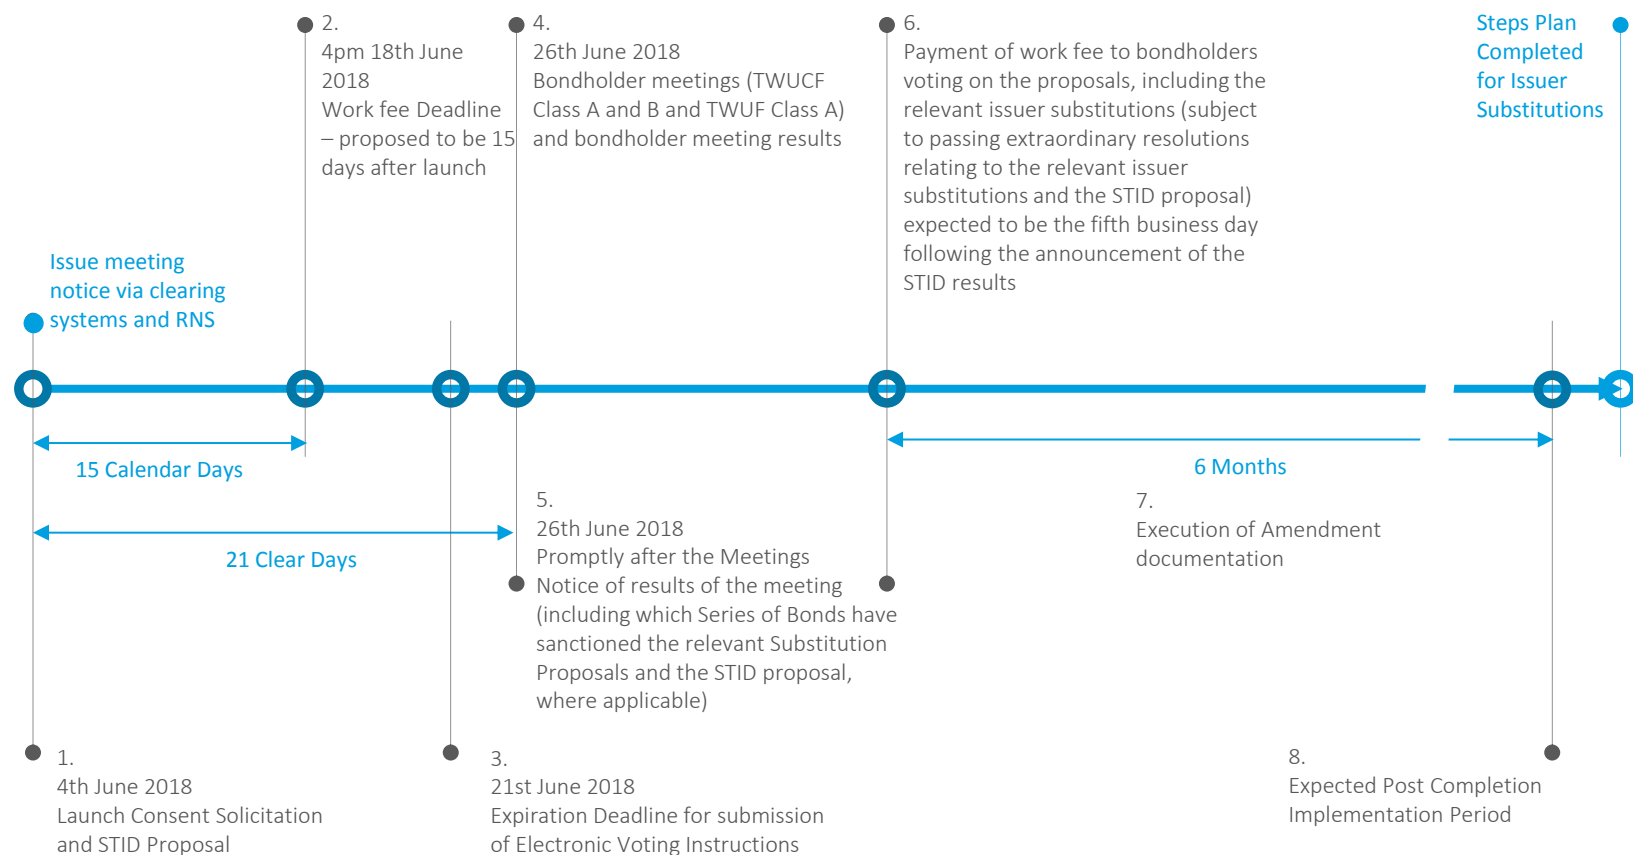 2.
4pm 18th June
2018
Work fee Deadline
– proposed to be 15
days after launch
4.
26th June 2018
Bondholder meetings (TWUCF
Class A and B and TWUF Class A)
and bondholder meeting results
6.
Payment of work fee to bondholders
voting on the proposals, including the
relevant issuer substitutions (subject
to passing extraordinary resolutions
relating to the relevant issuer
substitutions and the STID proposal)
expected to be the fifth business day
following the announcement of the
STID results
Steps Plan
Completed
for Issuer
Substitutions
Issue meeting
notice via clearing
systems and RNS
15 Calendar Days
21 Clear Days
6 Months
5.
26th June 2018
Promptly after the Meetings
Notice of results of the meeting
(including which Series of Bonds have
sanctioned the relevant Substitution
Proposals and the STID proposal,
where applicable)
7.
Execution of Amendment
documentation
1.
4th June 2018
Launch Consent Solicitation
and STID Proposal
3.
21st June 2018
Expiration Deadline for submission
of Electronic Voting Instructions
8.
Expected Post Completion
Implementation Period